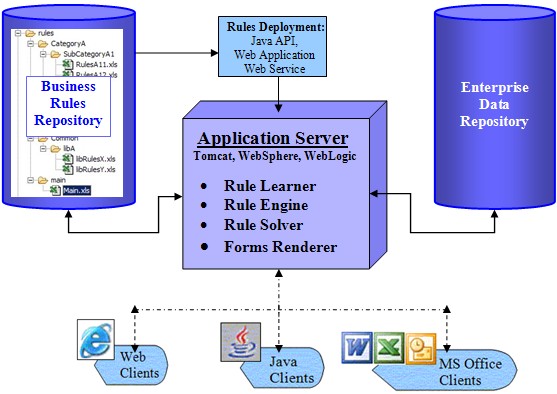 rules
CategoryA
SubCategoryA1
RulesA11.xls
RulesA12.xls
Business
Rules
Repository
Common
libA
libRulesX.xls
libRulesY.xls
main
Main.xls
Rules Deployment:
Java API,
Web Application
Web Service
Enterprise
Data
Repository
Application Server
Tomcat, WebSphere, WebLogic
• Rule Learner
• Rule Engine
• Rule Solver
• Forms Renderer
Web
Clients
Java
Clients
MS Office
Clients